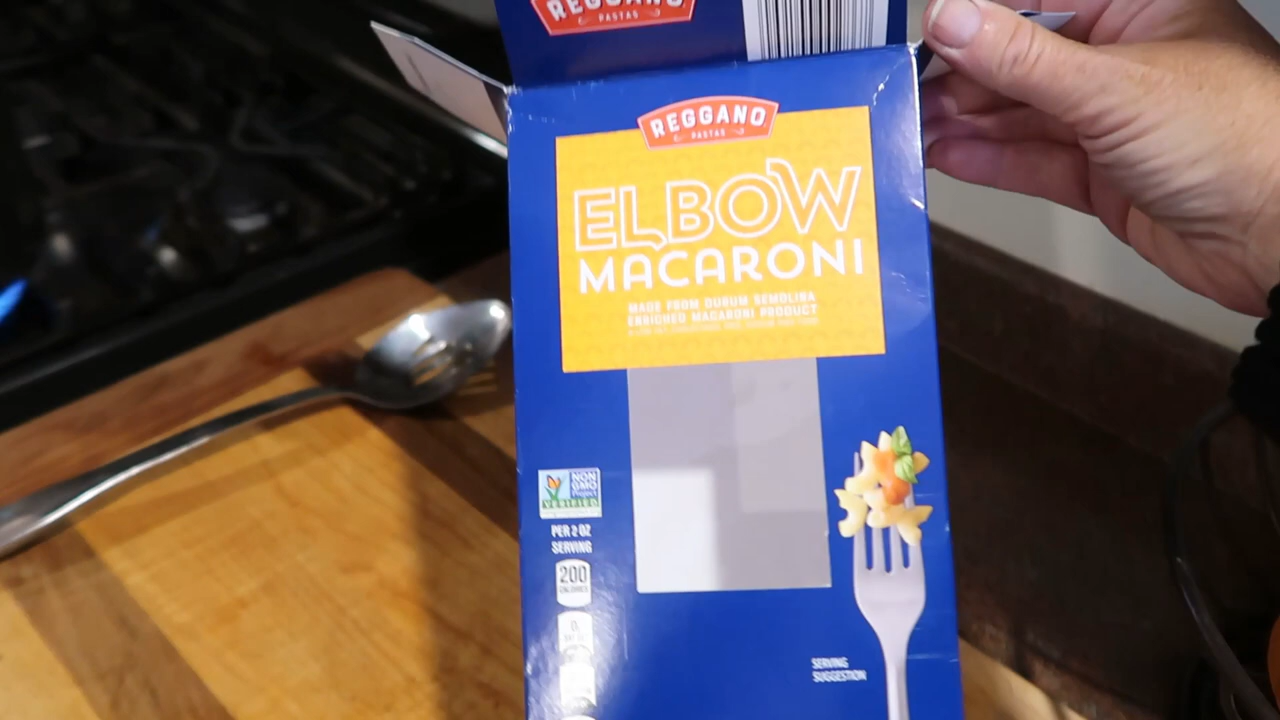 REGGANO
PASTAS
REGGANO
PASTAS
ELBOW
MACARONI
MADE FROM DURUM SEMOLINA
ENRICHED MACARONI PRODUCT
NON
GMO
Project
VERIFIED
PER 2 OZ
SERVING
200
CALORIES
0g
SERVING
SUGGESTION